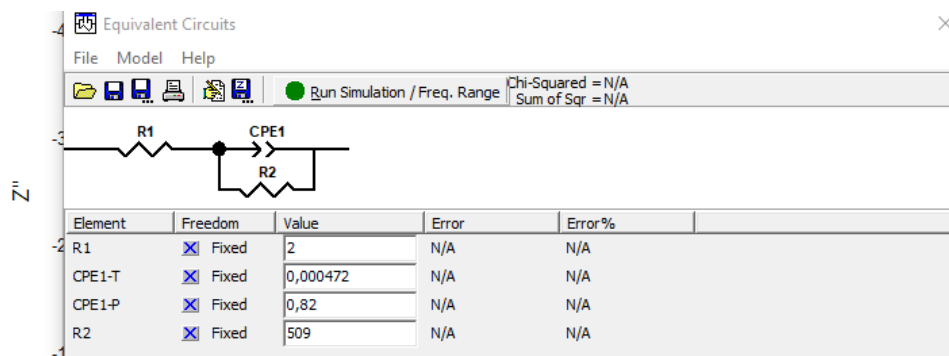 -4
Equivalent Circuits
File Model Help
Run Simulation / Freq. Range
Chi-Squared = N/A
Sum of Sqr = N/A
-3
R1 CPE1
R2
Z"
Element Freedom Value Error Error%
-2
R1 Fixed 2 N/A N/A
CPE1-T Fixed 0,000472 N/A N/A
CPE1-P Fixed 0,82 N/A N/A
R2 Fixed 509 N/A N/A
-1